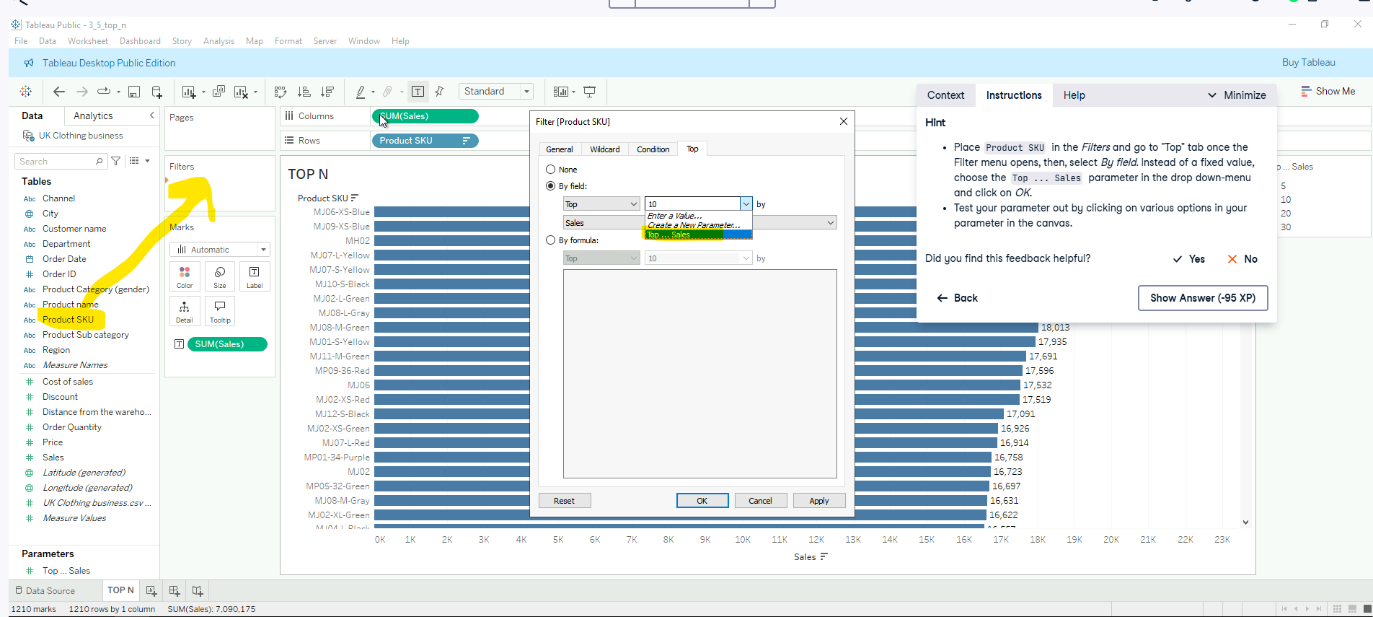 Tableau Public - 3_5_top_n
File Data Worksheet Dashboard Story Analysis Map Format Server Window Help
Tableau Desktop Public Edition
Buy Tableau
Standard
Show Me
Data Analytics
UK Clothing business
Search
Tables
Abc Channel
City
Abc Customer name
Abc Department
Order Date
# Order ID
Abc Product Category (gender)
Abc Product name
Abc Product SKU
Abc Product Sub category
Abc Region
Abc Measure Names
# Cost of sales
# Discount
# Distance from the wareho...
# Order Quantity
# Price
# Sales
Latitude (generated)
Longitude (generated)
# UK Clothing business.csv ...
# Measure Values
Parameters
# Top ... Sales
Pages
Filters
Marks
Automatic
Color Size Label
Detail Tooltip
SUM(Sales)
Columns SUM(Sales)
Rows Product SKU
TOP N
Product SKU
MJ06-XS-Blue
MJ09-XS-Blue
MH02
MJ07-L-Yellow
MJ07-S-Yellow
MJ10-S-Black
MJ02-L-Green
MJ08-L-Gray
MJ08-M-Green 18,013
MJ01-S-Yellow 17,935
MJ11-M-Green 17,691
MP09-36-Red 17,596
MJ06 17,532
MJ02-XS-Red 17,519
MJ12-S-Black 17,091
MJ02-XS-Green 16,926
MJ07-L-Red 16,914
MP01-34-Purple 16,758
MJ02 16,723
MP05-32-Green 16,697
MJ08-M-Gray 16,631
MJ02-XL-Green 16,622
0K 1K 2K 3K 4K 5K 6K 7K 8K 9K 10K 11K 12K 13K 14K 15K 16K 17K 18K 19K 20K 21K 22K 23K
Sales
Filter [Product SKU]
General Wildcard Condition Top
None
By field:
Top 10 by
Enter a Value...
Sales
Create a New Parameter...
Top ... Sales
By formula:
Top 10 by
Reset OK Cancel Apply
Context Instructions Help Minimize
Hint
Place Product SKU in the Filters and go to "Top" tab once the
Filter menu opens, then, select By field. Instead of a fixed value,
choose the Top ... Sales parameter in the drop down-menu
and click on OK.
Test your parameter out by clicking on various options in your
parameter in the canvas.
Did you find this feedback helpful? Yes No
Back Show Answer (-95 XP)
... Sales
5
10
20
30
Data Source TOP N
1210 marks 1210 rows by 1 column SUM(Sales): 7,090,175